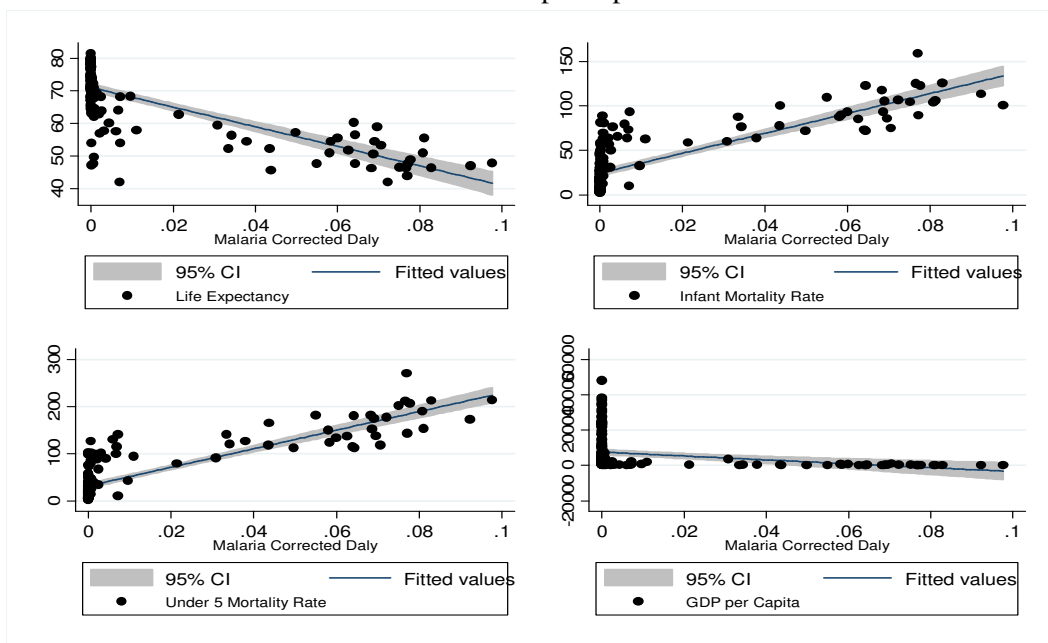 40 50 60 70 80
0 .02 .04 .06 .08 .1
Malaria Corrected Daly
95% CI Fitted values
Life Expectancy
0 50 100 150
0 .02 .04 .06 .08 .1
Malaria Corrected Daly
95% CI Fitted values
Infant Mortality Rate
0 100 200 300
0 .02 .04 .06 .08 .1
Malaria Corrected Daly
95% CI Fitted values
Under 5 Mortality Rate
-20000 0 20000 40000 60000
0 .02 .04 .06 .08 .1
Malaria Corrected Daly
95% CI Fitted values
GDP per Capita